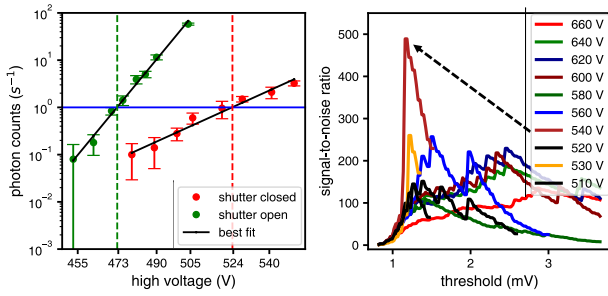 photon counts (s⁻¹)
10²
10¹
10⁰
10⁻¹
10⁻²
10⁻³
shutter closed
shutter open
best fit
455 473 490 505 524 540
high voltage (V)
signal-to-noise ratio
500
400
300
200
100
0
660 V
640 V
620 V
600 V
580 V
560 V
540 V
520 V
530 V
510 V
1 2 3
threshold (mV)